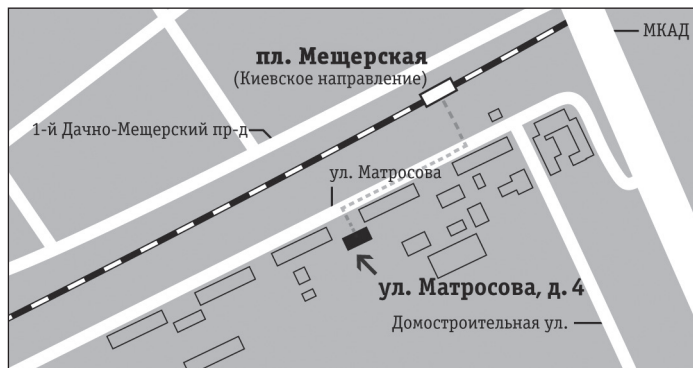 МКАД
пл. Мещерская
(Киевское направление)
1-й Дачно-Мещерский пр-д
ул. Матросова
ул. Матросова, д. 4
Домостроительная ул.